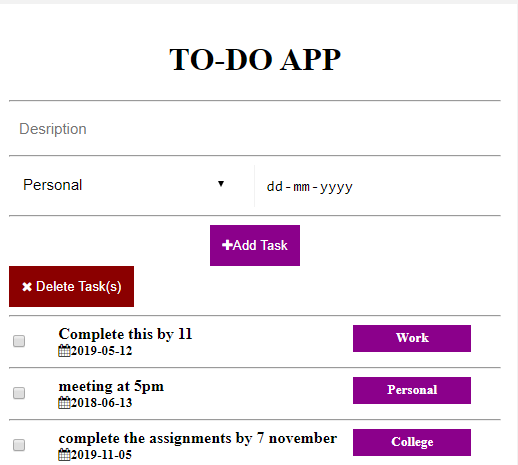 TO-DO APP
Desription
Personal ▼ dd-mm-yyyy
✚Add Task
✖ Delete Task(s)
Complete this by 11 Work
2019-05-12
meeting at 5pm Personal
2018-06-13
complete the assignments by 7 november College
2019-11-05